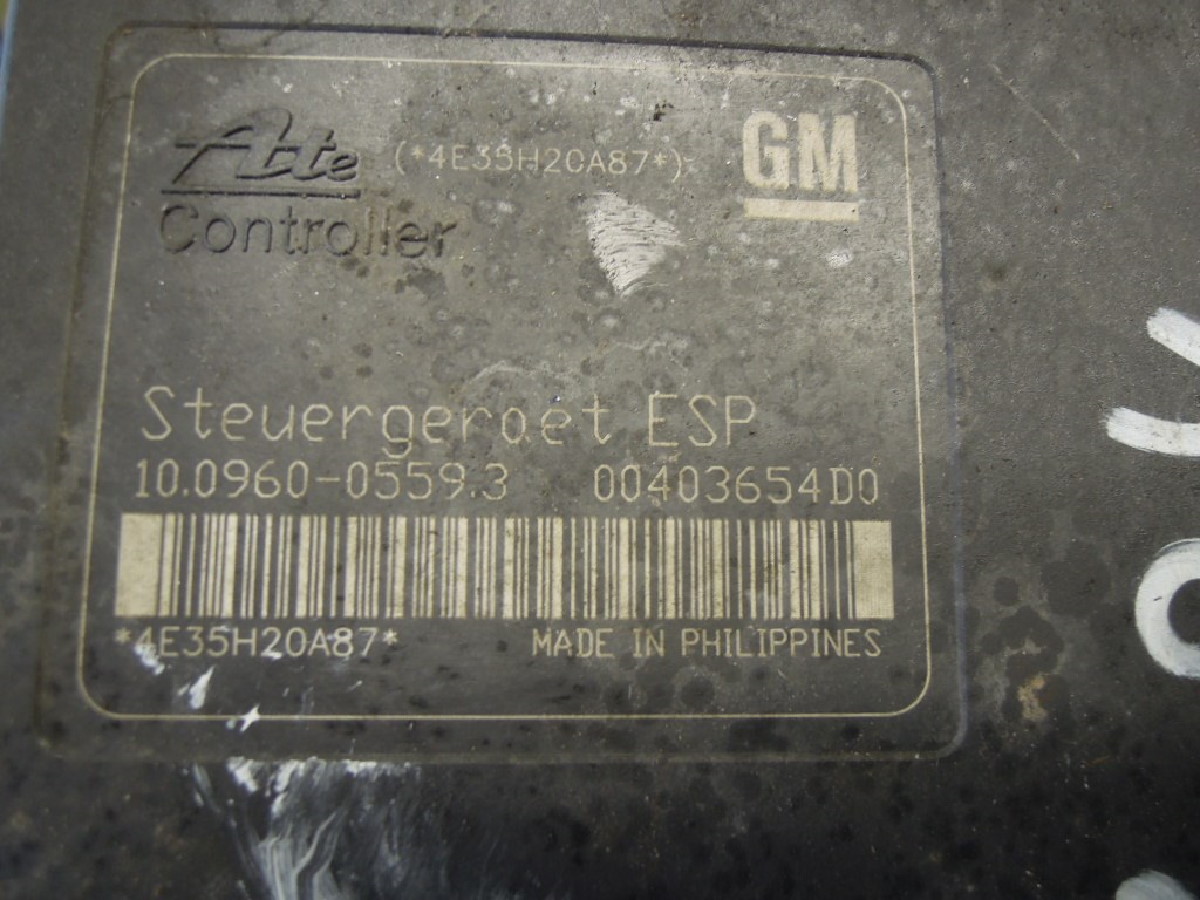 Ate (*4E35H20A87*) GM
Controller
Steuergeraet ESP
10.0960-0559.3 00403654D0
*4E35H20A87* MADE IN PHILIPPINES